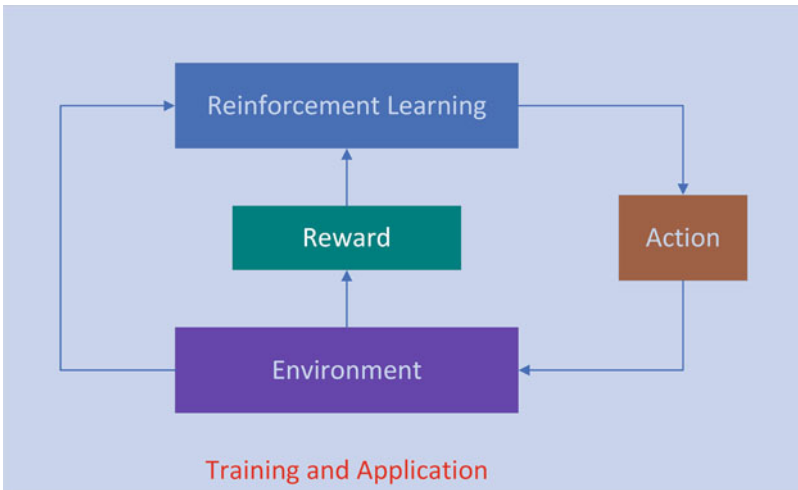 Reinforcement Learning
Reward
Action
Environment
Training and Application